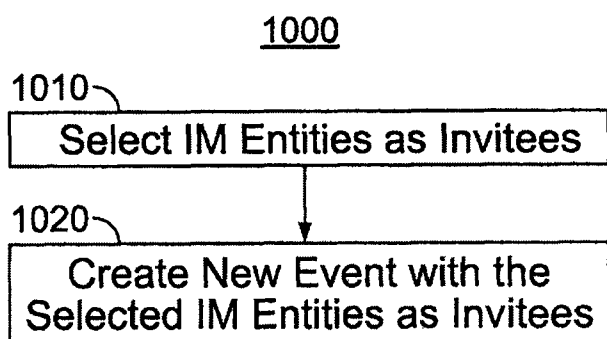 1000
1010
Select IM Entities as Invitees
1020
Create New Event with the
Selected IM Entities as Invitees